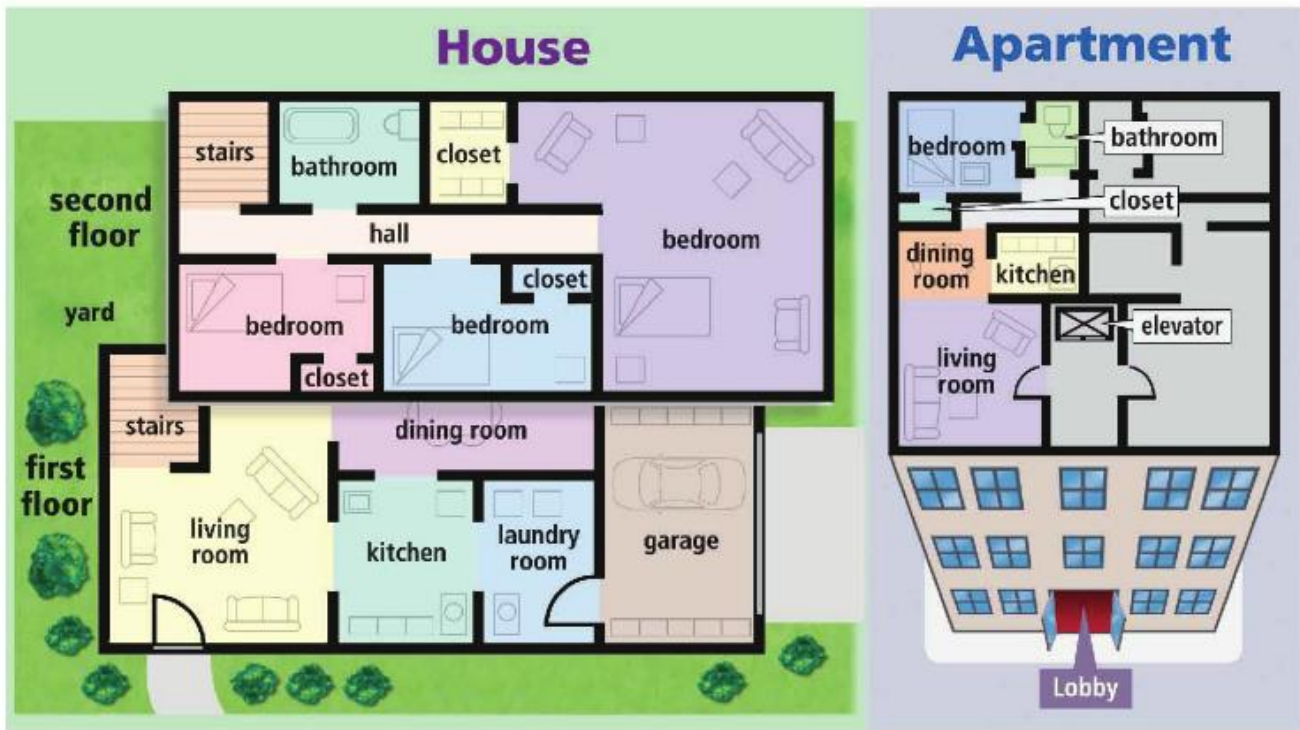 House
stairs
bathroom
closet
second
floor
hall
bedroom
closet
yard
bedroom
bedroom
closet
stairs
dining room
first
floor
living
room
kitchen
laundry
room
garage
Apartment
bedroom
bathroom
closet
dining
room
kitchen
elevator
living
room
Lobby